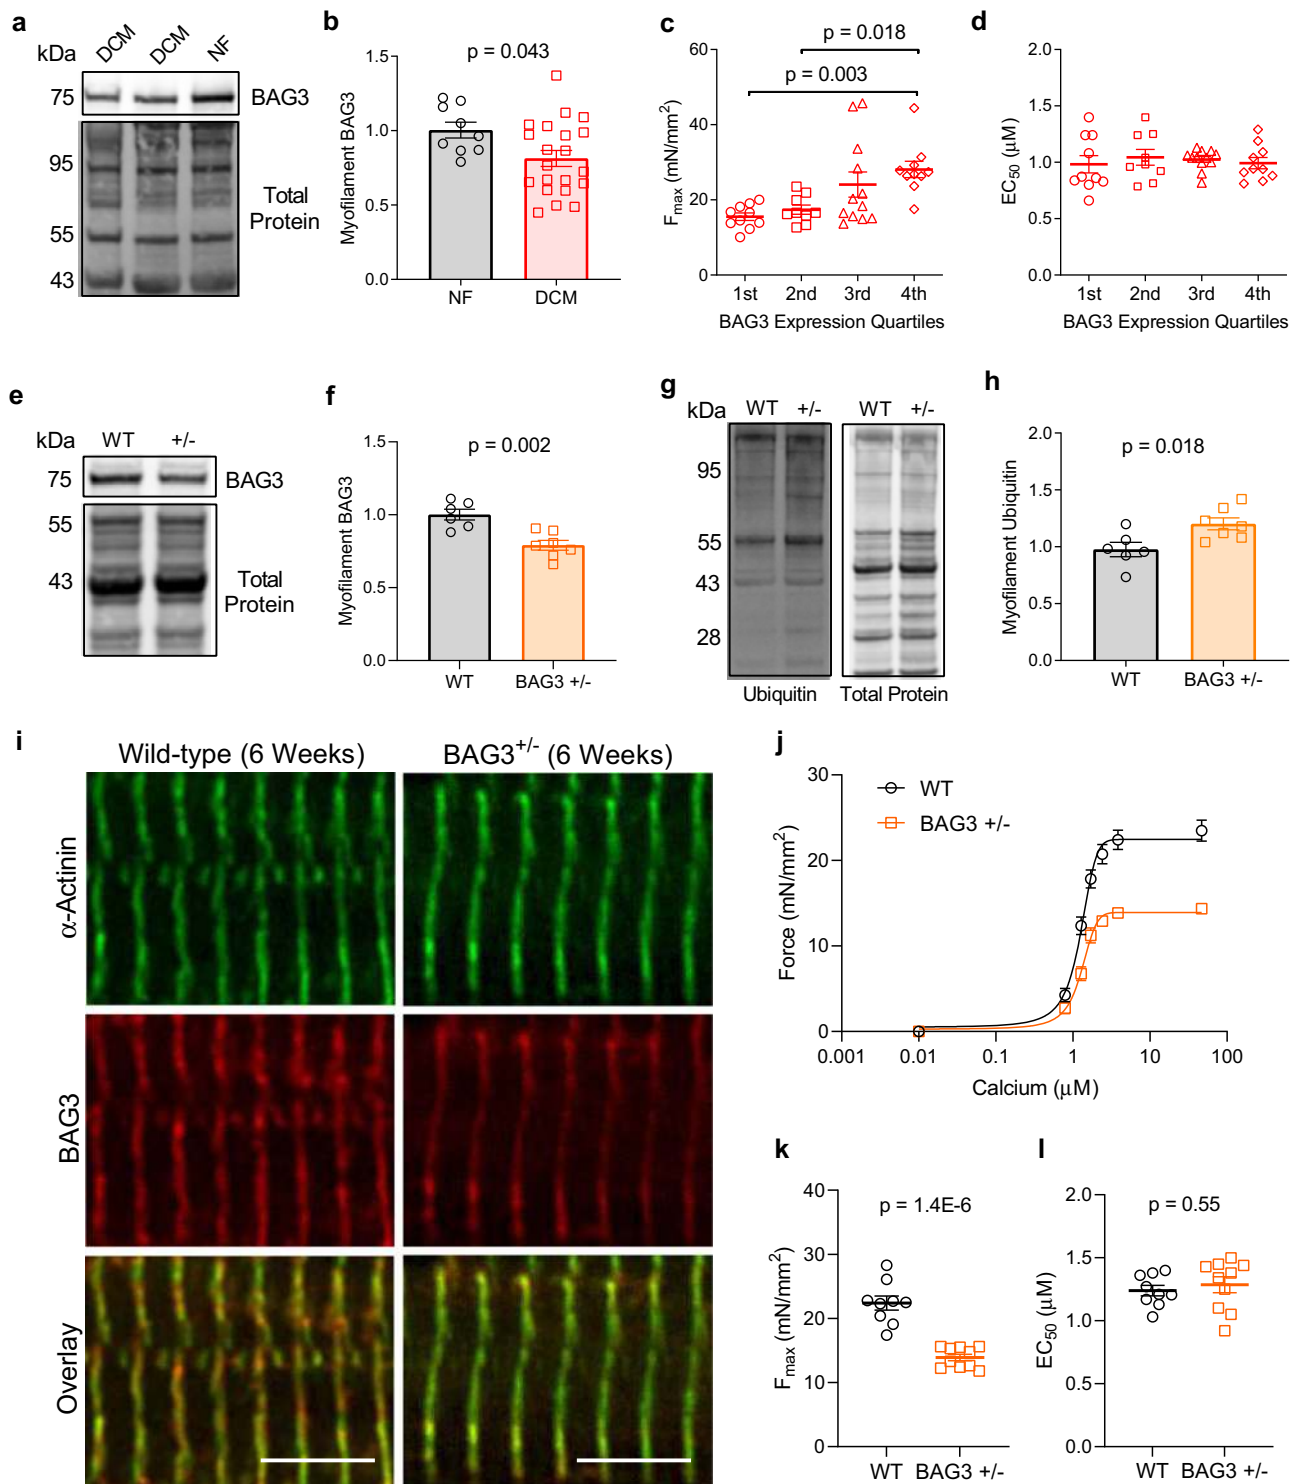 a
kDa
DCM
DCM
NF
75
BAG3
95
55
43
Total
Protein
b
p = 0.043
Myofilament BAG3
1.5
1.0
0.5
0.0
NF
DCM
c
p = 0.018
p = 0.003
Fmax (mN/mm²)
60
40
20
0
1st 2nd 3rd 4th
BAG3 Expression Quartiles
d
EC50 (μM)
2.0
1.5
1.0
0.5
0.0
1st 2nd 3rd 4th
BAG3 Expression Quartiles
e
kDa
WT +/-
75
BAG3
55
43
Total
Protein
f
p = 0.002
Myofilament BAG3
1.5
1.0
0.5
0.0
WT
BAG3 +/-
g
kDa
WT +/-
WT +/-
95
55
43
28
Ubiquitin
Total Protein
h
p = 0.018
Myofilament Ubiquitin
2.0
1.5
1.0
0.5
0.0
WT
BAG3 +/-
i
Wild-type (6 Weeks)
BAG3+/- (6 Weeks)
α-Actinin
BAG3
Overlay
j
WT
BAG3 +/-
Force (mN/mm²)
30
20
10
0
0.001 0.01 0.1 1 10 100
Calcium (μM)
k
p = 1.4E-6
Fmax (mN/mm²)
40
30
20
10
0
WT BAG3 +/-
l
p = 0.55
EC50 (μM)
2.0
1.5
1.0
0.5
0.0
WT BAG3 +/-